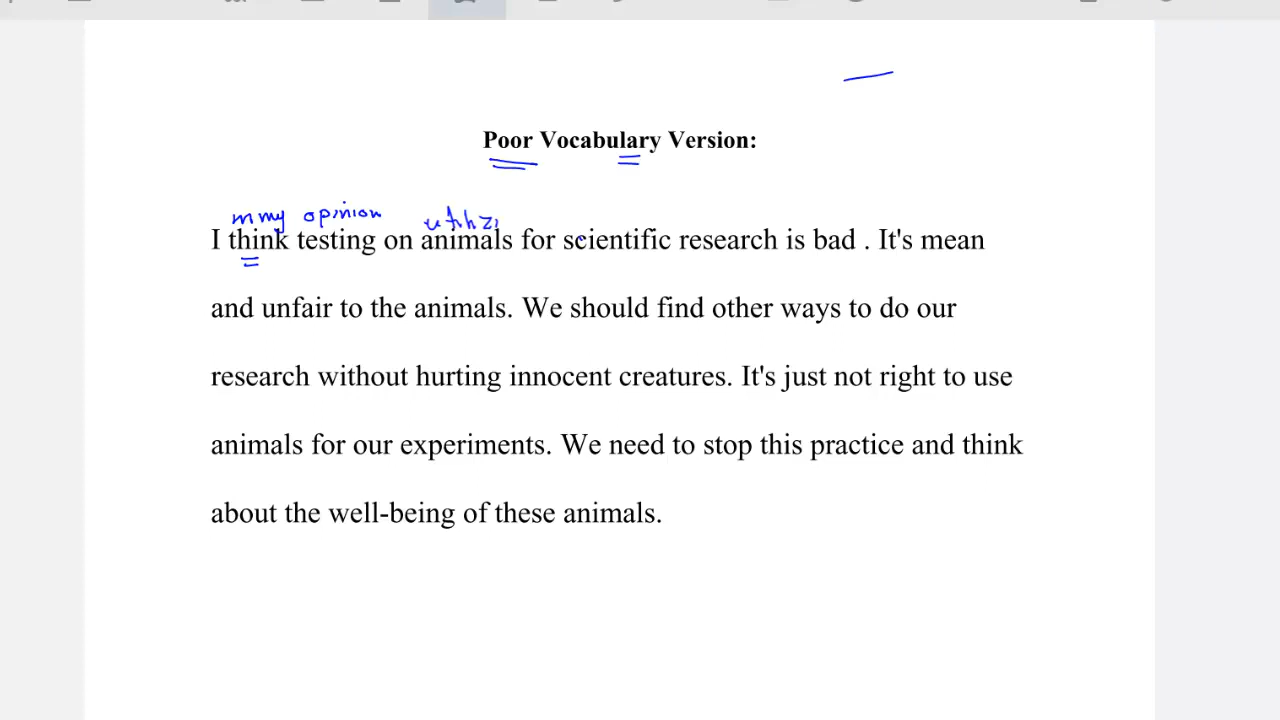 Poor Vocabulary Version:
my opinion
I think testing on animals for scientific research is bad . It's mean
and unfair to the animals. We should find other ways to do our
research without hurting innocent creatures. It's just not right to use
animals for our experiments. We need to stop this practice and think
about the well-being of these animals.